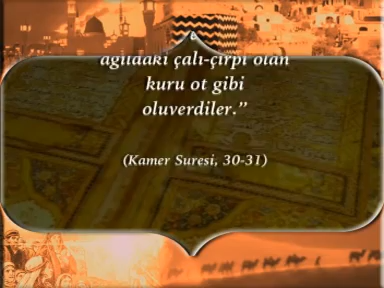 ağıldaki çalı-çırpı olan
kuru ot gibi
oluverdiler.”
(Kamer Suresi, 30-31)